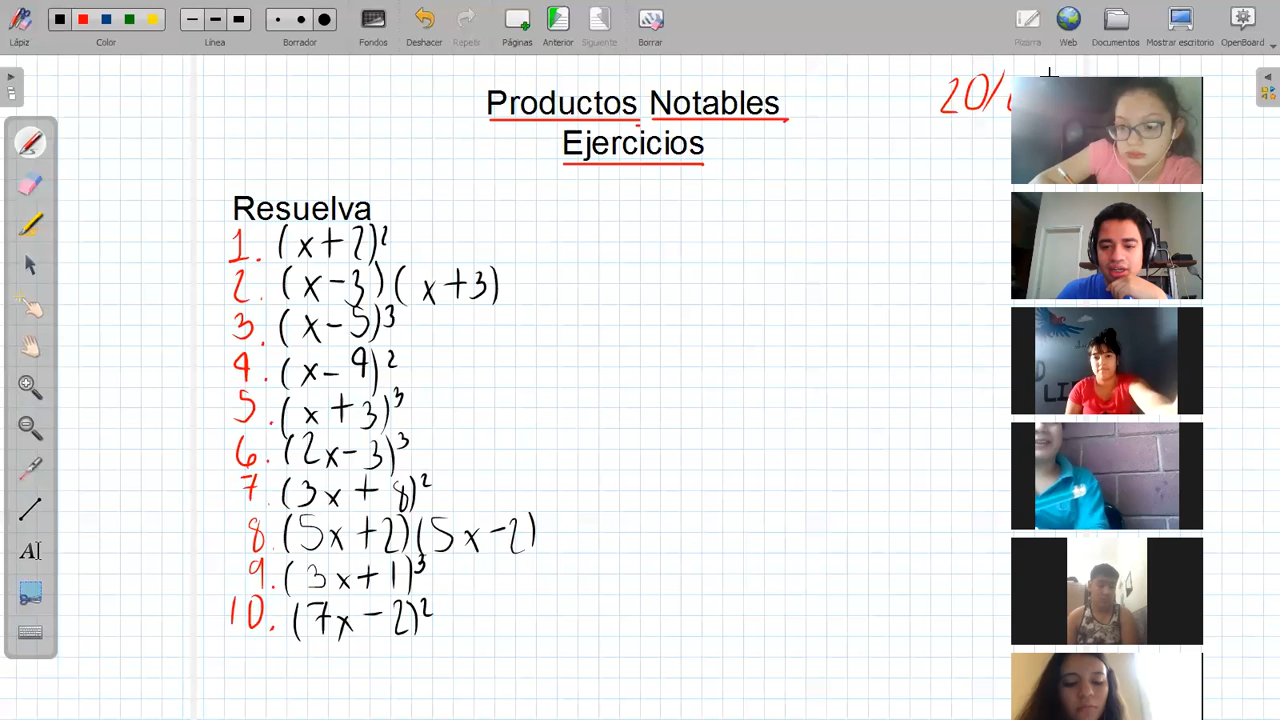 Lápiz Color Línea Borrador Fondos Deshacer Repetir Páginas Anterior Siguiente Borrar Pizarra Web Documentos Mostrar escritorio OpenBoard
Productos Notables 20/
Ejercicios
Resuelva
1. (x+2)²
2. (x-3)(x+3)
3. (x-5)³
4. (x-9)²
5. (x+3)³
6. (2x-3)³
7. (3x+8)²
8. (5x+2)(5x-2)
9. (3x+1)³
10. (7x-2)²